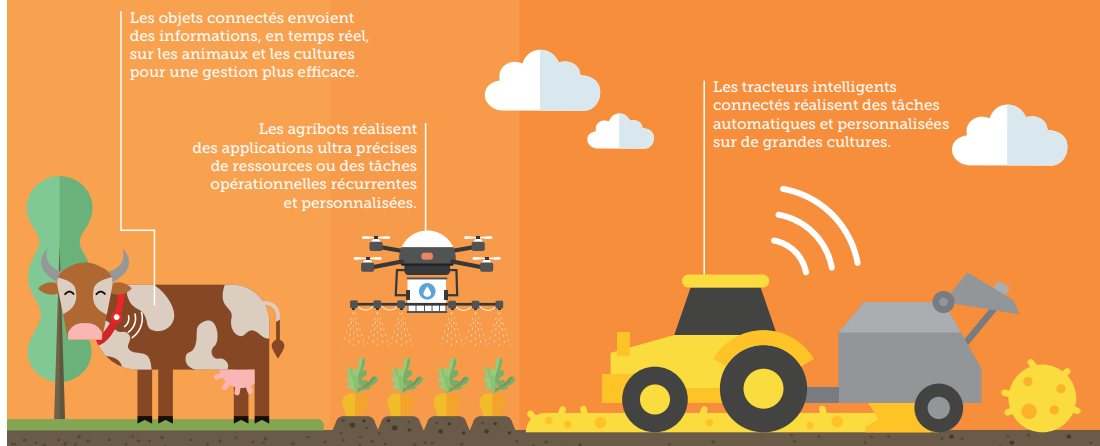 Les objets connectés envoient
des informations, en temps réel,
sur les animaux et les cultures
pour une gestion plus efficace.
Les agribots réalisent
des applications ultra précises
de ressources ou des tâches
opérationnelles récurrentes
et personnalisées.
Les tracteurs intelligents
connectés réalisent des tâches
automatiques et personnalisées
sur de grandes cultures.